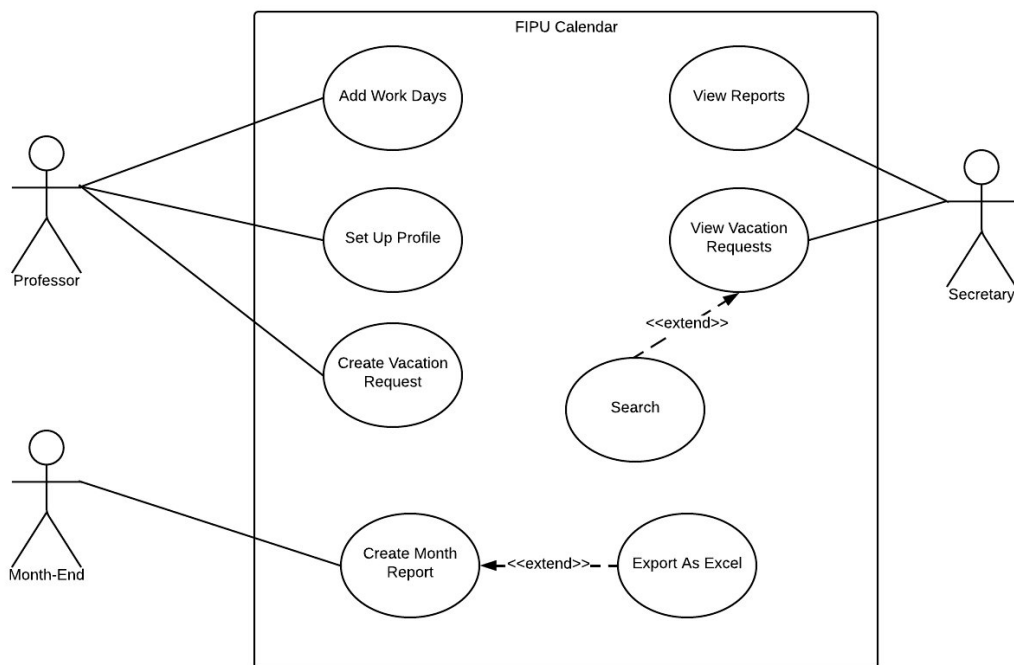 FIPU Calendar
Add Work Days
View Reports
Set Up Profile
View Vacation
Requests
Professor
Secretary
<<extend>>
Create Vacation
Request
Search
Month-End
Create Month
Report
<<extend>>
Export As Excel